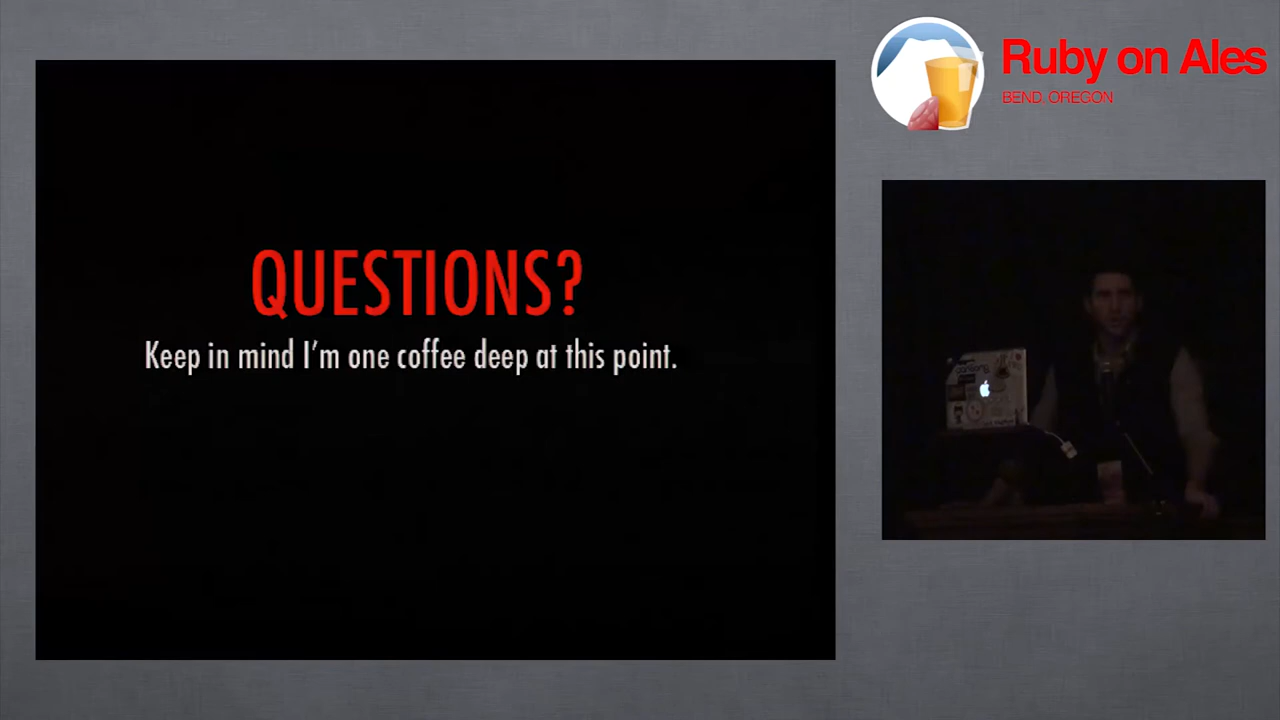 Ruby on Ales
BEND, OREGON
QUESTIONS?
Keep in mind I’m one coffee deep at this point.